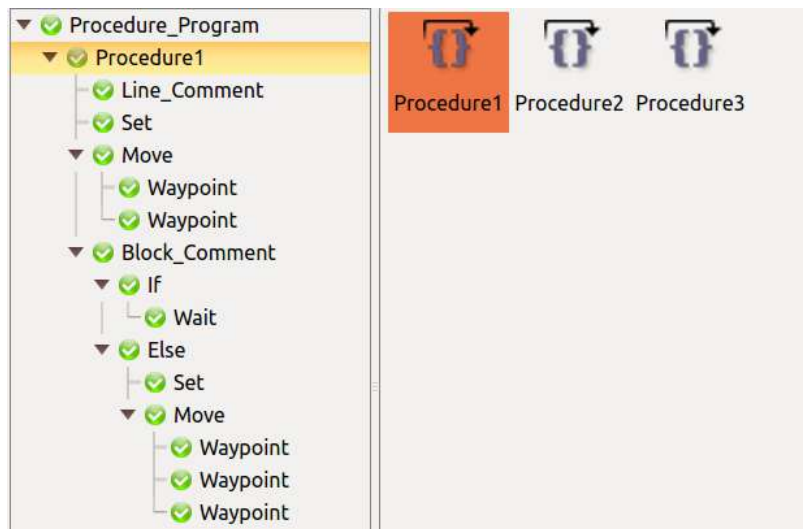 Procedure_Program
Procedure1
Line_Comment
Set
Move
Waypoint
Waypoint
Block_Comment
If
Wait
Else
Set
Move
Waypoint
Waypoint
Waypoint
Procedure1 Procedure2 Procedure3